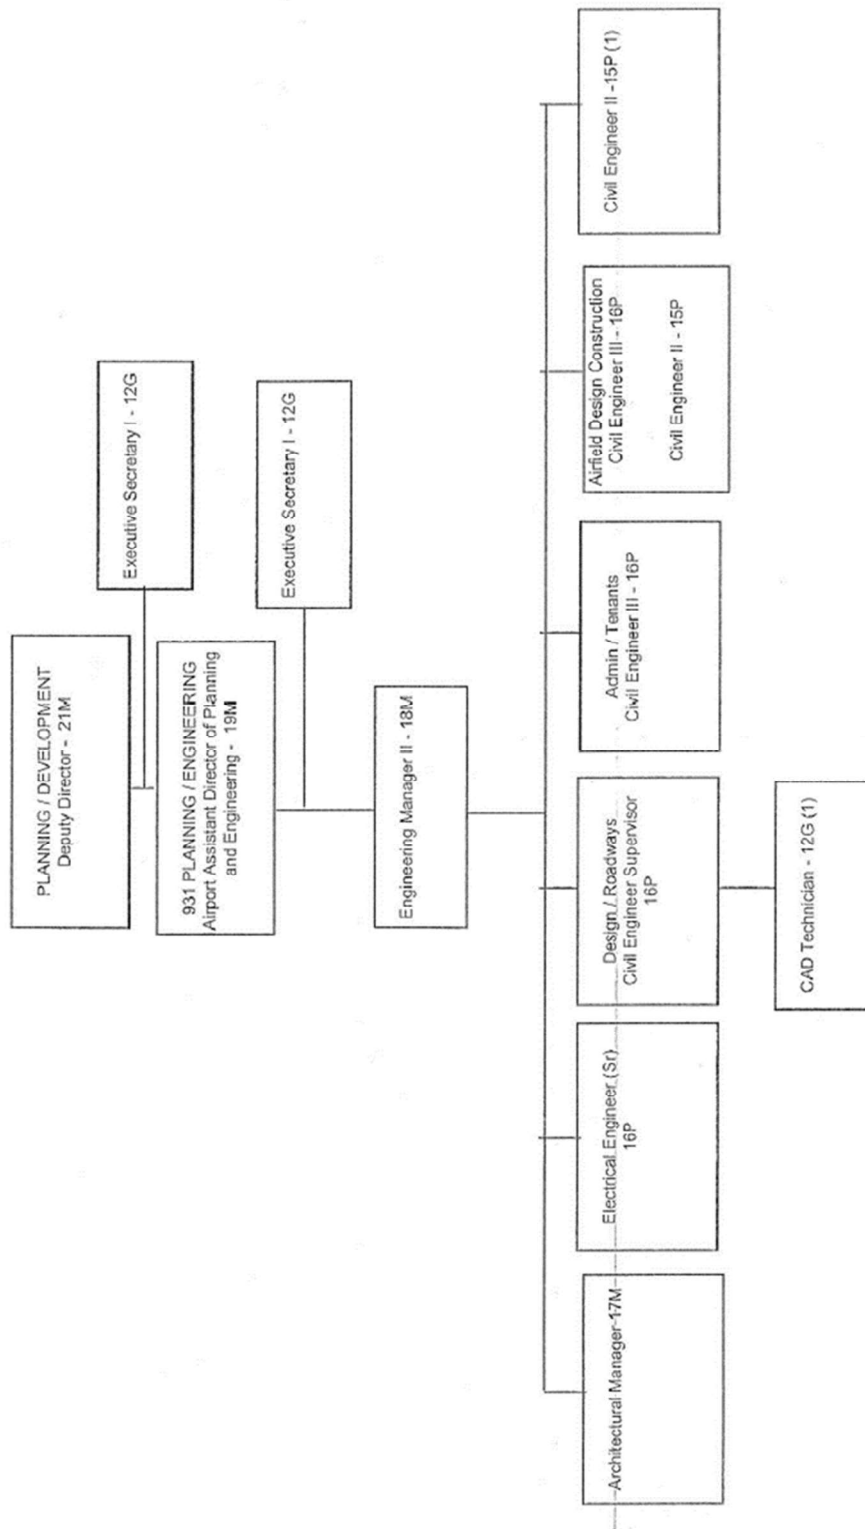 PLANNING / DEVELOPMENT
Deputy Director - 21M
Executive Secretary I - 12G
931 PLANNING / ENGINEERING
Airport Assistant Director of Planning
and Engineering - 19M
Executive Secretary I - 12G
Engineering Manager II - 18M
Architectural Manager-17M
Electrical Engineer (Sr)
16P
Design / Roadways
Civil Engineer Supervisor
16P
Admin / Tenants
Civil Engineer III - 16P
Airfield Design Construction
Civil Engineer III - 16P
Civil Engineer II - 15P
Civil Engineer II -15P (1)
CAD Technician - 12G (1)